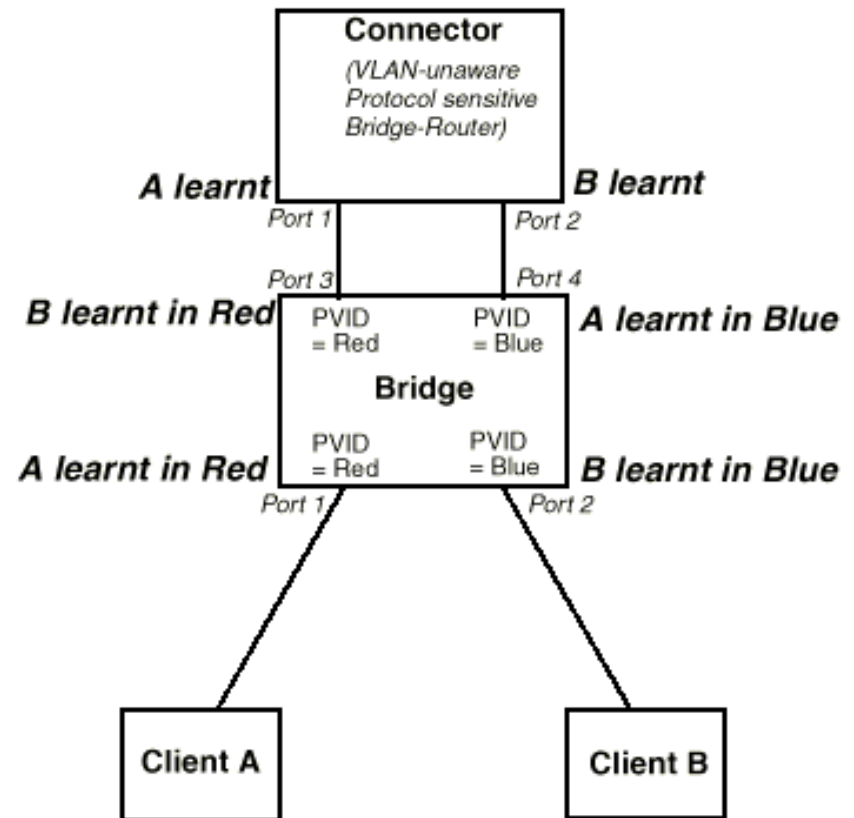 Connector
(VLAN-unaware
Protocol sensitive
Bridge-Router)
A learnt
B learnt
Port 1
Port 2
Port 3
Port 4
B learnt in Red
PVID
= Red
PVID
= Blue
A learnt in Blue
Bridge
A learnt in Red
PVID
= Red
PVID
= Blue
B learnt in Blue
Port 1
Port 2
Client A
Client B